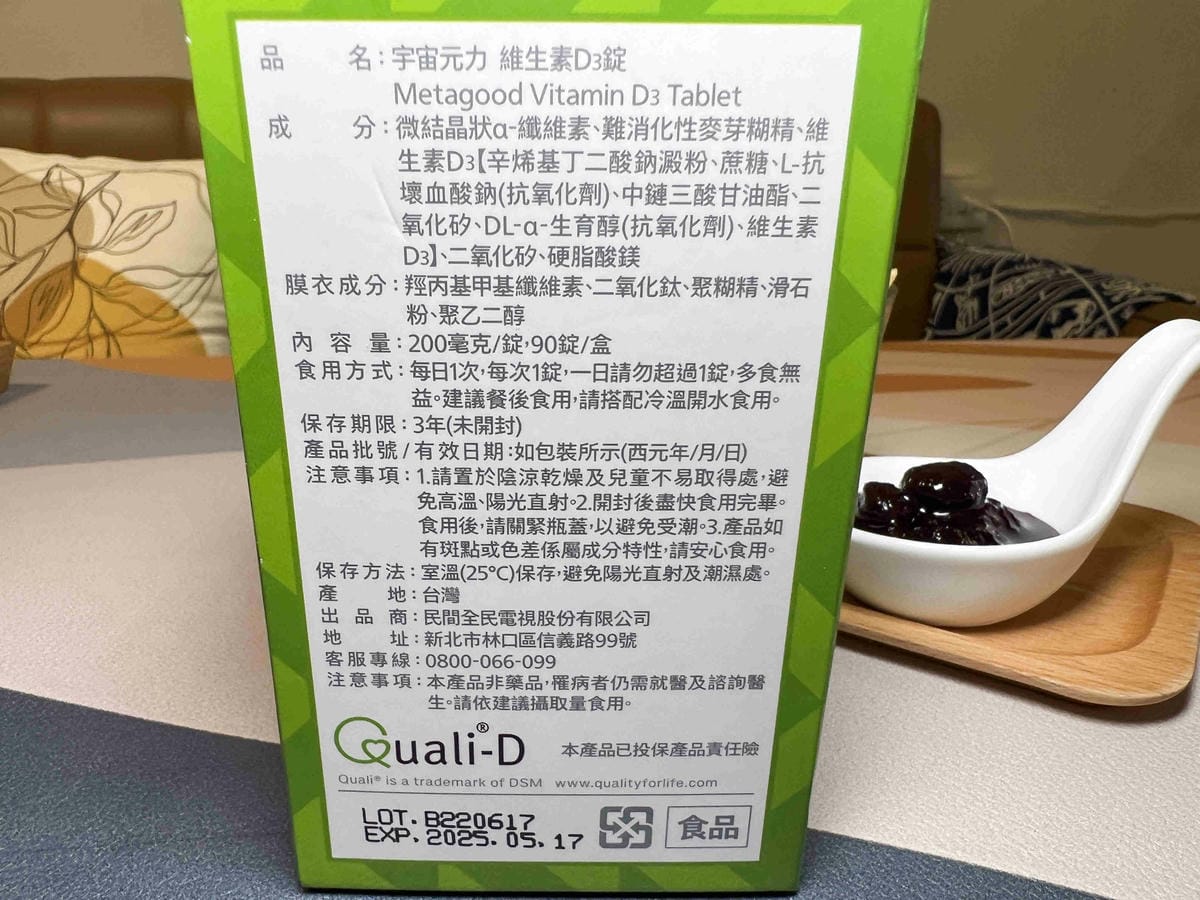 品名：宇宙元力 維生素D3錠
Metagood Vitamin D3 Tablet
成分：微結晶狀α-纖維素、難消化性麥芽糊精、維
生素D3【辛烯基丁二酸鈉澱粉、蔗糖、L-抗
壞血酸鈉(抗氧化劑)、中鏈三酸甘油酯、二
氧化矽、DL-α-生育醇(抗氧化劑)、維生素
D3】、二氧化矽、硬脂酸鎂
膜衣成分：羥丙基甲基纖維素、二氧化鈦、聚糊精、滑石
粉、聚乙二醇
內容量：200毫克/錠，90錠/盒
食用方式：每日1次，每次1錠，一日請勿超過1錠，多食無
益。建議餐後食用，請搭配冷溫開水食用。
保存期限：3年(未開封)
產品批號/有效日期：如包裝所示(西元年/月/日)
注意事項：1.請置於陰涼乾燥及兒童不易取得處，避
免高溫、陽光直射。2.開封後盡快食用完畢。
食用後，請關緊瓶蓋，以避免受潮。3.產品如
有斑點或色差係屬成分特性，請安心食用。
保存方法：室溫(25℃)保存，避免陽光直射及潮濕處。
產地：台灣
出品商：民間全民電視股份有限公司
地址：新北市林口區信義路99號
客服專線：0800-066-099
注意事項：本產品非藥品，罹病者仍需就醫及諮詢醫
生。請依建議攝取量食用。
Quali®-D 本產品已投保產品責任險
Quali® is a trademark of DSM www.qualityforlife.com
LOT. B220617
EXP. 2025. 05. 17
食品